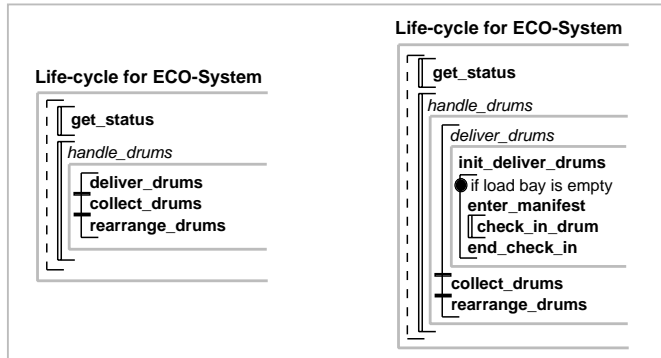 Life-cycle for ECO-System
get_status
handle_drums
deliver_drums
collect_drums
rearrange_drums
Life-cycle for ECO-System
get_status
handle_drums
deliver_drums
init_deliver_drums
if load bay is empty
enter_manifest
check_in_drum
end_check_in
collect_drums
rearrange_drums